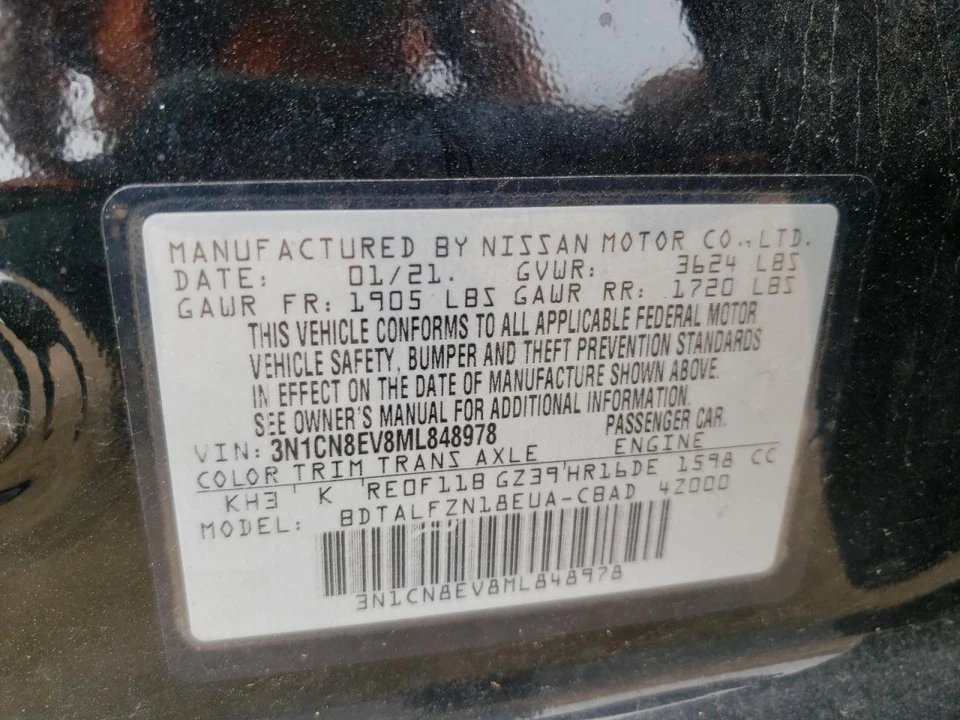 MANUFACTURED BY NISSAN MOTOR CO., LTD.
DATE: 01/21. GVWR: 3624 LBS
GAWR FR: 1905 LBS GAWR RR: 1720 LBS
THIS VEHICLE CONFORMS TO ALL APPLICABLE FEDERAL MOTOR
VEHICLE SAFETY, BUMPER AND THEFT PREVENTION STANDARDS
IN EFFECT ON THE DATE OF MANUFACTURE SHOWN ABOVE.
SEE OWNER'S MANUAL FOR ADDITIONAL INFORMATION.
VIN: 3N1CN8EV8ML848978 PASSENGER CAR.
COLOR TRIM TRANS AXLE ENGINE
KH3 ' K 'RE0F11B GZ39'HR16DE 1598 CC
MODEL: BDTALFZN18EUA-CBAD 4Z000
3N1CN8EV8ML848978